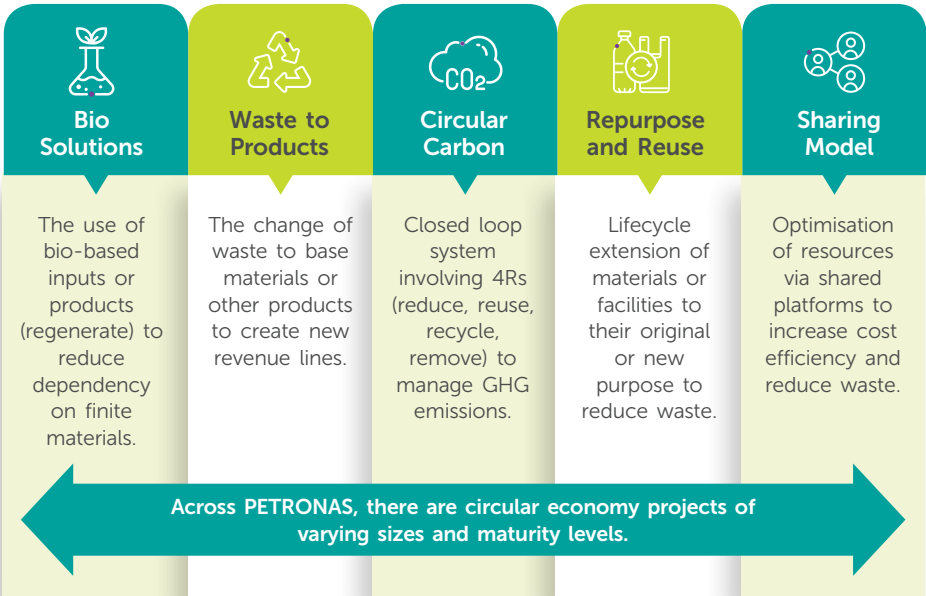 CO2
Bio
Solutions
The use of
bio-based
inputs or
products
(regenerate) to
reduce
dependency
on finite
materials.
Waste to
Products
The change of
waste to base
materials or
other products
to create new
revenue lines.
Circular
Carbon
Closed loop
system
involving 4Rs
(reduce, reuse,
recycle,
remove) to
manage GHG
emissions.
Repurpose
and Reuse
Lifecycle
extension of
materials or
facilities to
their original
or new
purpose to
reduce waste.
Sharing
Model
Optimisation
of resources
via shared
platforms to
increase cost
efficiency and
reduce waste.
Across PETRONAS, there are circular economy projects of
varying sizes and maturity levels.